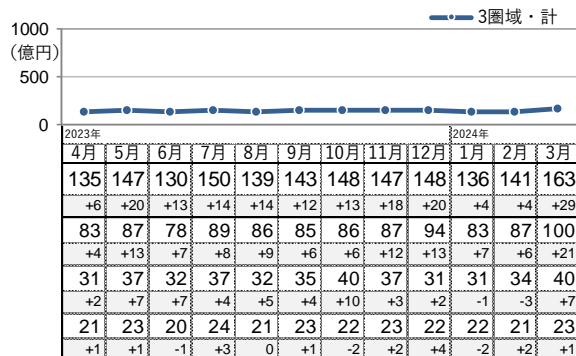 3圏域・計
1000
(億円)
500
0
2023年 2024年
4月 5月 6月 7月 8月 9月 10月 11月 12月 1月 2月 3月
135 147 130 150 139 143 148 147 148 136 141 163
+6 +20 +13 +14 +14 +12 +13 +18 +20 +4 +4 +29
83 87 78 89 86 85 86 87 94 83 87 100
+4 +13 +7 +8 +9 +6 +6 +12 +13 +7 +6 +21
31 37 32 37 32 35 40 37 31 31 34 40
+2 +7 +7 +4 +5 +4 +10 +3 +2 -1 -3 +7
21 23 20 24 21 23 22 23 22 22 21 23
+1 +1 -1 +3 0 +1 -2 +2 +4 -2 +2 +1